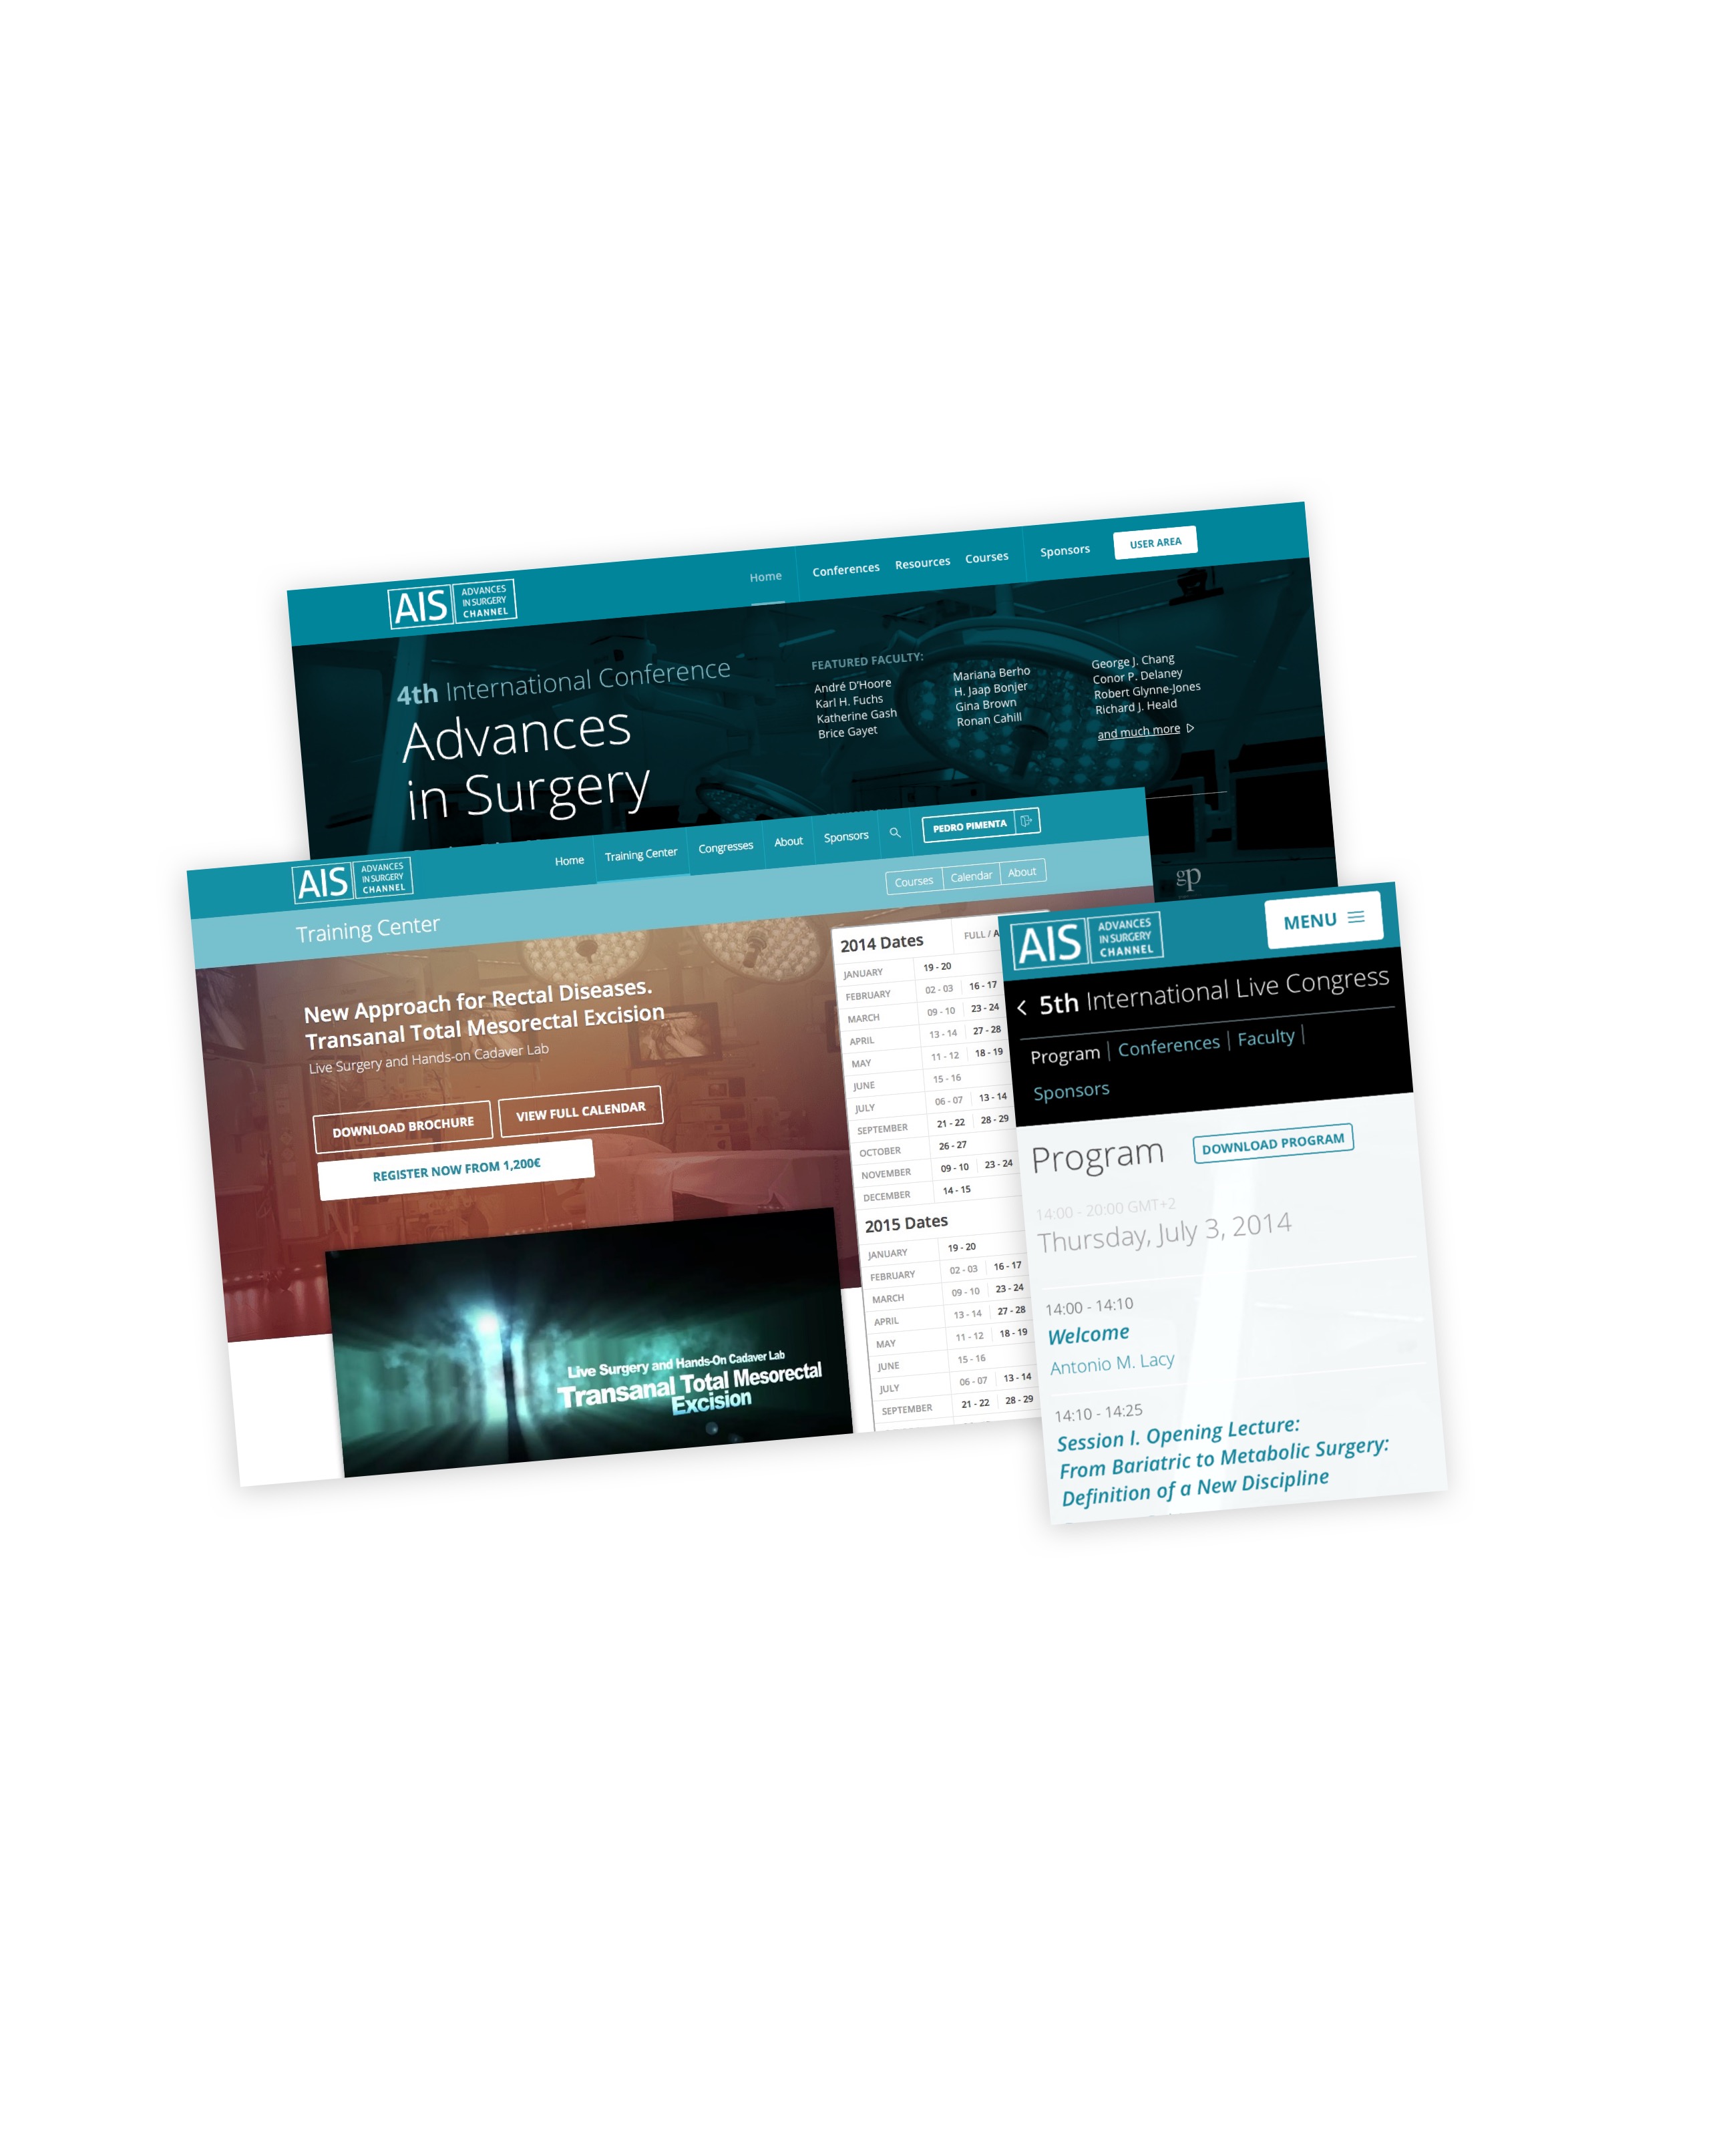 AIS
ADVANCES
IN SURGERY
CHANNEL
Home
Conferences
Resources
Courses
Sponsors
USER AREA
4th International Conference
Advances
in Surgery
FEATURED FACULTY:
André D'Hoore
Karl H. Fuchs
Katherine Gash
Brice Gayet
Mariana Berho
H. Jaap Bonjer
Gina Brown
Ronan Cahill
George J. Chang
Conor P. Delaney
Robert Glynne-Jones
Richard J. Heald
and much more
gp
AIS
ADVANCES
IN SURGERY
CHANNEL
Home
Training Center
Congresses
About
Sponsors
PEDRO PIMENTA
Training Center
Courses
Calendar
About
New Approach for Rectal Diseases.
Transanal Total Mesorectal Excision
Live Surgery and Hands-on Cadaver Lab
DOWNLOAD BROCHURE
VIEW FULL CALENDAR
REGISTER NOW FROM 1,200€
Live Surgery and Hands-On Cadaver Lab
Transanal Total Mesorectal
Excision
2014 Dates FULL / A
JANUARY 19 - 20
FEBRUARY 02 - 03 16 - 17
MARCH 09 - 10 23 - 24
APRIL 13 - 14 27 - 28
MAY 11 - 12 18 - 19
JUNE 15 - 16
JULY 06 - 07 13 - 14
SEPTEMBER 21 - 22 28 - 29
OCTOBER 26 - 27
NOVEMBER 09 - 10 23 - 24
DECEMBER 14 - 15
2015 Dates
JANUARY 19 - 20
FEBRUARY 02 - 03 16 - 17
MARCH 09 - 10 23 - 24
APRIL 13 - 14 27 - 28
MAY 11 - 12 18 - 19
JUNE 15 - 16
JULY 06 - 07 13 - 14
SEPTEMBER 21 - 22 28 - 29
AIS
ADVANCES
IN SURGERY
CHANNEL
MENU
5th International Live Congress
Program | Conferences | Faculty |
Sponsors
Program
DOWNLOAD PROGRAM
14:00 - 20:00 GMT+2
Thursday, July 3, 2014
14:00 - 14:10
Welcome
Antonio M. Lacy
14:10 - 14:25
Session I. Opening Lecture:
From Bariatric to Metabolic Surgery:
Definition of a New Discipline